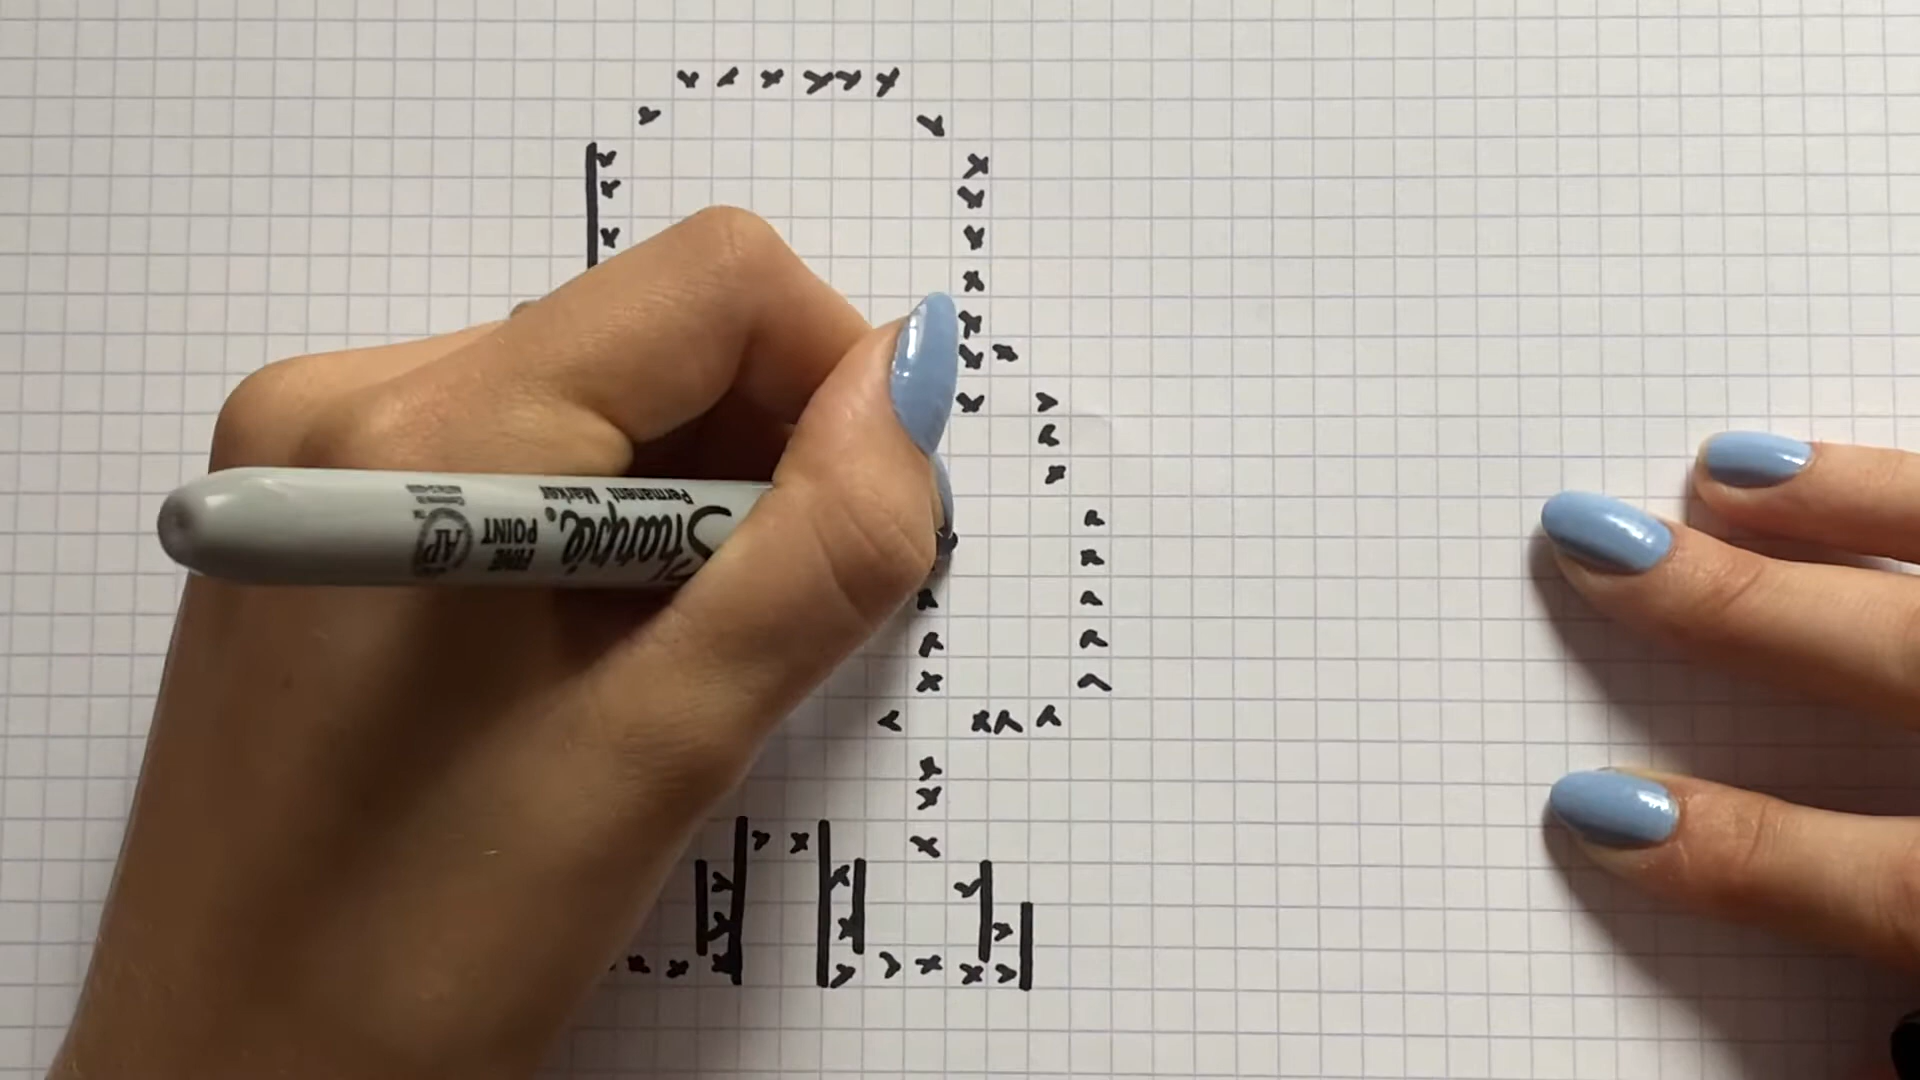 Sharpie.
FINE
POINT
Permanent
Marker
AP